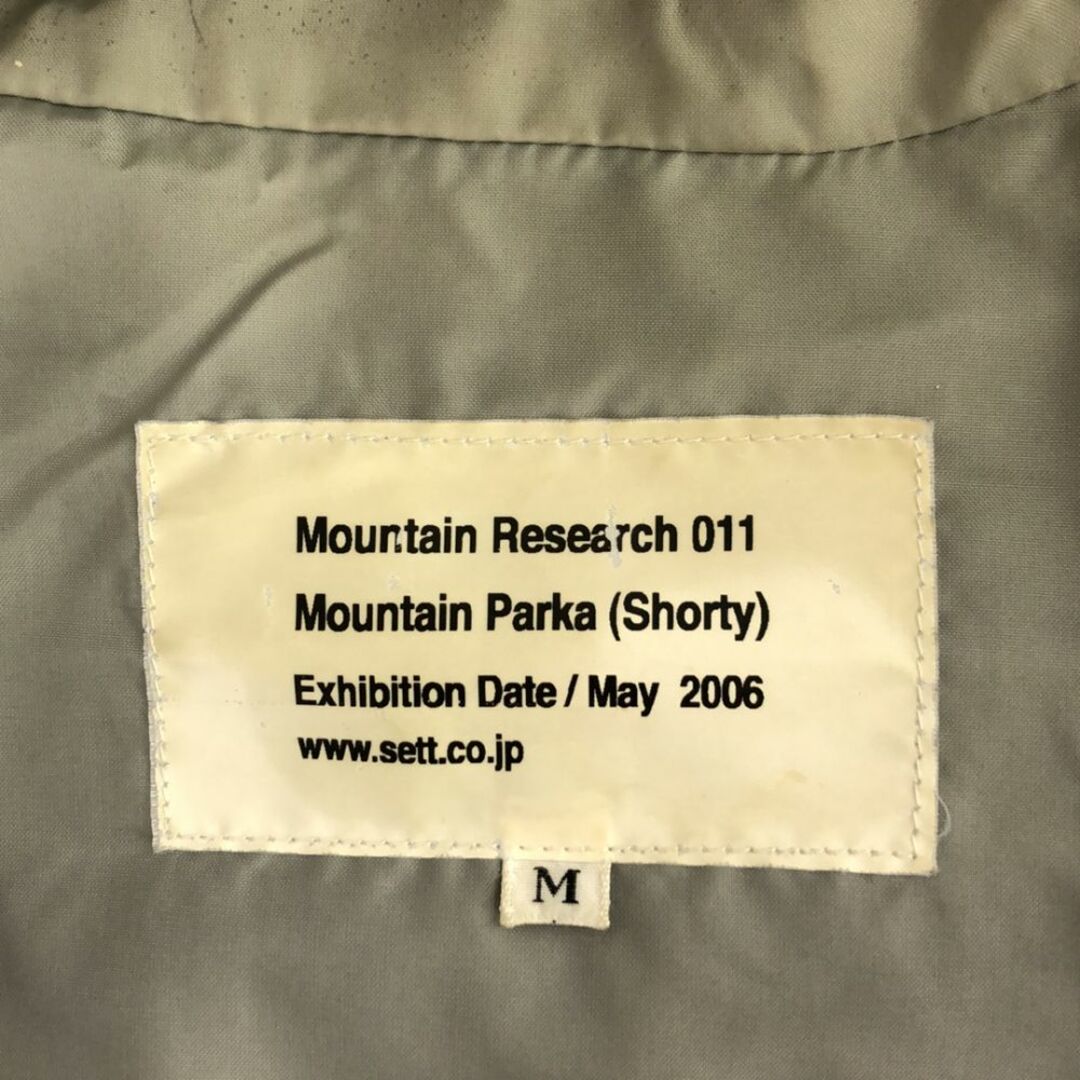 Mountain Research 011
Mountain Parka (Shorty)
Exhibition Date / May 2006
www.sett.co.jp
M